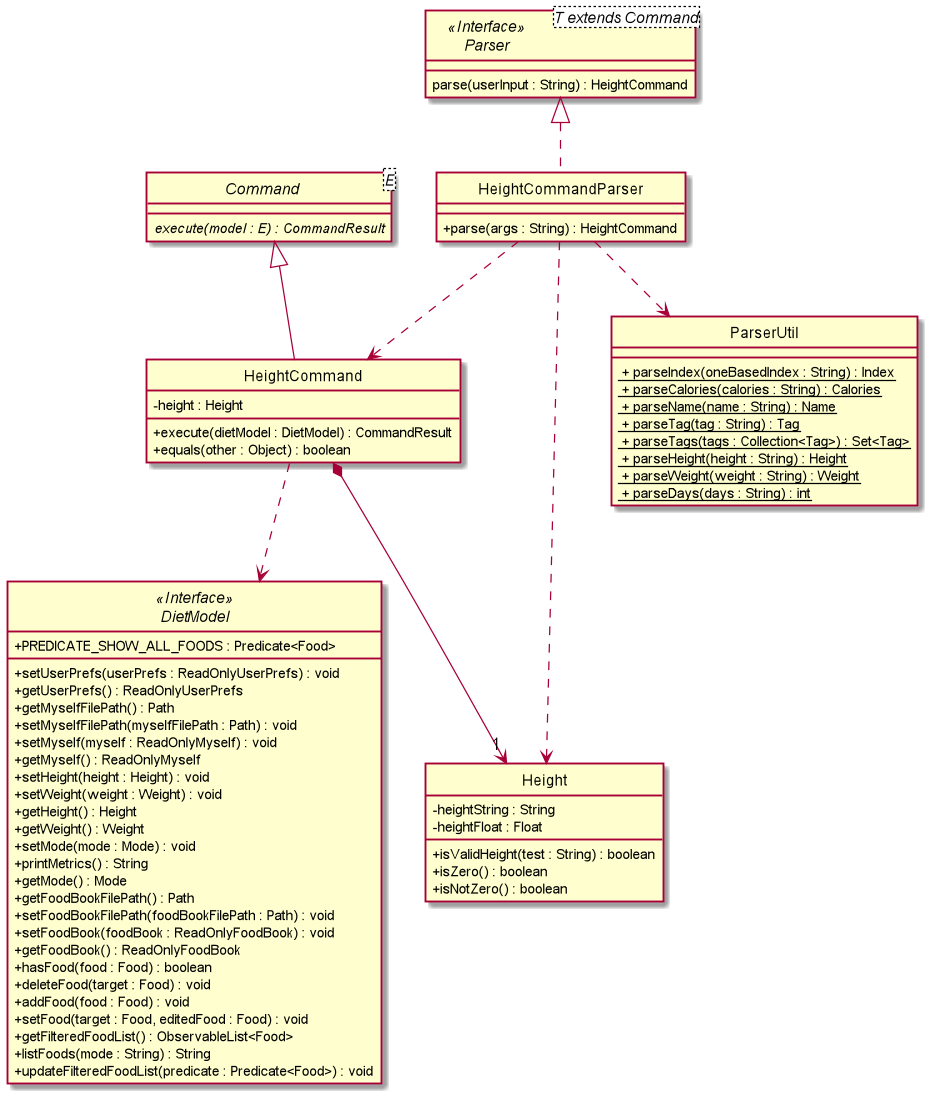 T extends Command
«Interface»
Parser
parse(userInput : String) : HeightCommand
Command
E
execute(model : E) : CommandResult
HeightCommandParser
+parse(args : String) : HeightCommand
ParserUtil
+ parseIndex(oneBasedIndex : String) : Index
+ parseCalories(calories : String) : Calories
+ parseName(name : String) : Name
+ parseTag(tag : String) : Tag
+ parseTags(tags : Collection<Tag>) : Set<Tag>
+ parseHeight(height : String) : Height
+ parseWeight(weight : String) : Weight
+ parseDays(days : String) : int
HeightCommand
-height : Height
+execute(dietModel : DietModel) : CommandResult
+equals(other : Object) : boolean
«Interface»
DietModel
+PREDICATE_SHOW_ALL_FOODS : Predicate<Food>
+setUserPrefs(userPrefs : ReadOnlyUserPrefs) : void
+getUserPrefs() : ReadOnlyUserPrefs
+getMyselfFilePath() : Path
+setMyselfFilePath(myselfFilePath : Path) : void
+setMyself(myself : ReadOnlyMyself) : void
+getMyself() : ReadOnlyMyself
+setHeight(height : Height) : void
+setWeight(weight : Weight) : void
+getHeight() : Height
+getWeight() : Weight
+setMode(mode : Mode) : void
+printMetrics() : String
+getMode() : Mode
+getFoodBookFilePath() : Path
+setFoodBookFilePath(foodBookFilePath : Path) : void
+setFoodBook(foodBook : ReadOnlyFoodBook) : void
+getFoodBook() : ReadOnlyFoodBook
+hasFood(food : Food) : boolean
+deleteFood(target : Food) : void
+addFood(food : Food) : void
+setFood(target : Food, editedFood : Food) : void
+getFilteredFoodList() : ObservableList<Food>
+listFoods(mode : String) : String
+updateFilteredFoodList(predicate : Predicate<Food>) : void
1
Height
-heightString : String
-heightFloat : Float
+isValidHeight(test : String) : boolean
+isZero() : boolean
+isNotZero() : boolean